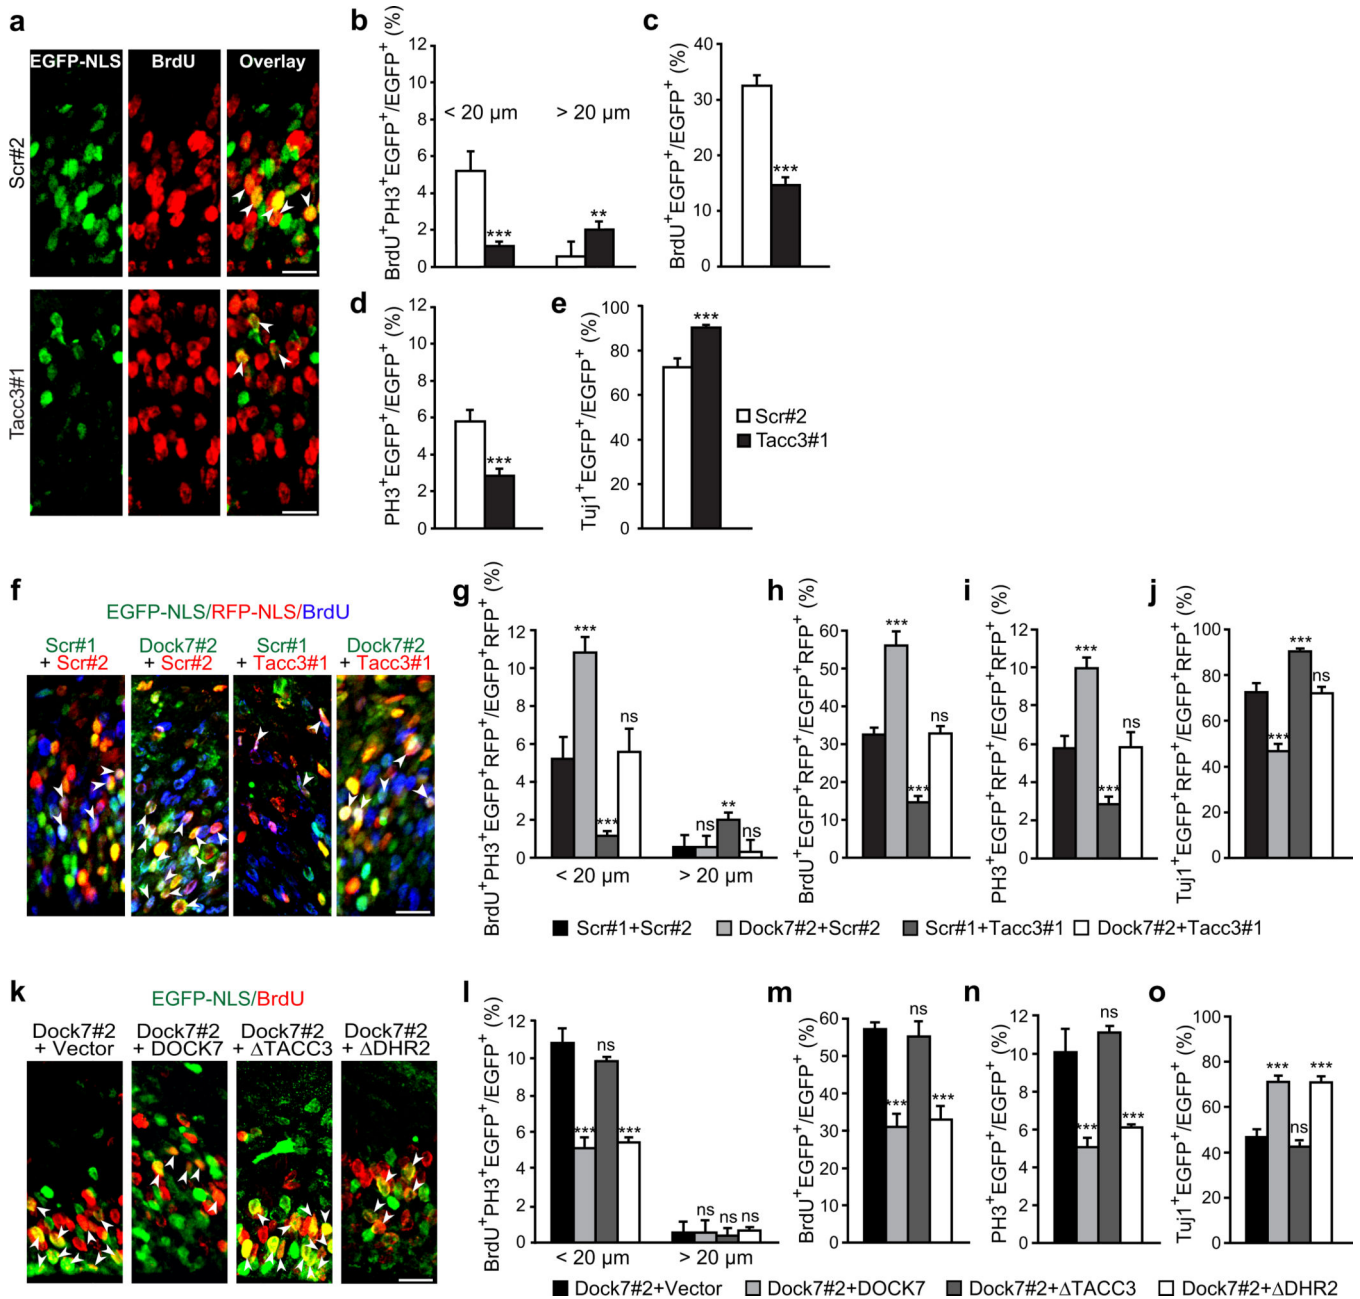 a
EGFP-NLS BrdU Overlay
Scr#2
Tacc3#1
b
BrdU⁺PH3⁺EGFP⁺/EGFP⁺ (%)
12
10
8
6
4
2
0
< 20 µm > 20 µm
***
**
c
BrdU⁺EGFP⁺/EGFP⁺ (%)
40
30
20
10
0
***
d
PH3⁺EGFP⁺/EGFP⁺ (%)
12
10
8
6
4
2
0
***
e
Tuj1⁺EGFP⁺/EGFP⁺ (%)
100
80
60
40
20
0
***
Scr#2
Tacc3#1
f
EGFP-NLS/RFP-NLS/BrdU
Scr#1 Dock7#2 Scr#1 Dock7#2
+ Scr#2 + Scr#2 + Tacc3#1 + Tacc3#1
g
BrdU⁺PH3⁺EGFP⁺RFP⁺/EGFP⁺RFP⁺ (%)
12
10
8
6
4
2
0
***
***
ns
ns
**
ns
< 20 µm > 20 µm
h
BrdU⁺EGFP⁺RFP⁺/EGFP⁺RFP⁺ (%)
60
50
40
30
20
10
0
***
***
ns
i
PH3⁺EGFP⁺RFP⁺/EGFP⁺RFP⁺ (%)
12
10
8
6
4
2
0
***
***
ns
j
Tuj1⁺EGFP⁺RFP⁺/EGFP⁺RFP⁺ (%)
100
80
60
40
20
0
***
***
ns
Scr#1+Scr#2 Dock7#2+Scr#2 Scr#1+Tacc3#1 Dock7#2+Tacc3#1
k
EGFP-NLS/BrdU
Dock7#2 Dock7#2 Dock7#2 Dock7#2
+ Vector + DOCK7 + ΔTACC3 + ΔDHR2
l
BrdU⁺PH3⁺EGFP⁺/EGFP⁺ (%)
12
10
8
6
4
2
0
***
ns
***
ns
ns
ns
< 20 µm > 20 µm
m
BrdU⁺EGFP⁺/EGFP⁺ (%)
60
50
40
30
20
10
0
***
ns
***
n
PH3⁺EGFP⁺/EGFP⁺ (%)
12
10
8
6
4
2
0
***
ns
***
o
Tuj1⁺EGFP⁺/EGFP⁺ (%)
100
80
60
40
20
0
***
ns
***
Dock7#2+Vector Dock7#2+DOCK7 Dock7#2+ΔTACC3 Dock7#2+ΔDHR2